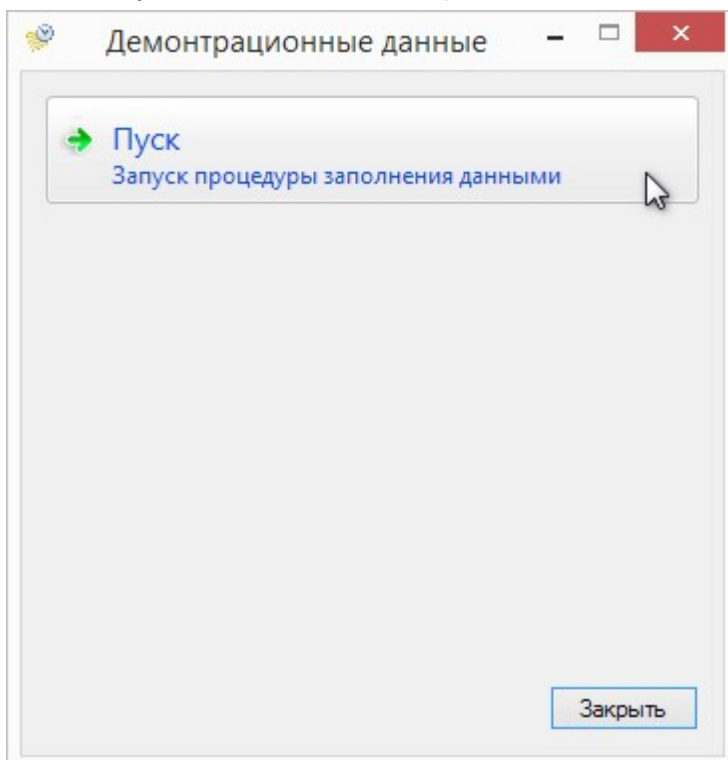 Демонтрационные данные
Пуск
Запуск процедуры заполнения данными
Закрыть